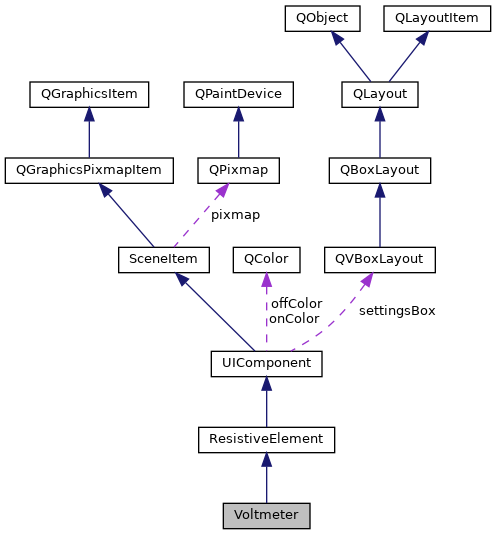 QObject
QLayoutItem
QGraphicsItem
QPaintDevice
QLayout
QGraphicsPixmapItem
QPixmap
QBoxLayout
pixmap
SceneItem
QColor
QVBoxLayout
offColor
onColor
settingsBox
UIComponent
ResistiveElement
Voltmeter